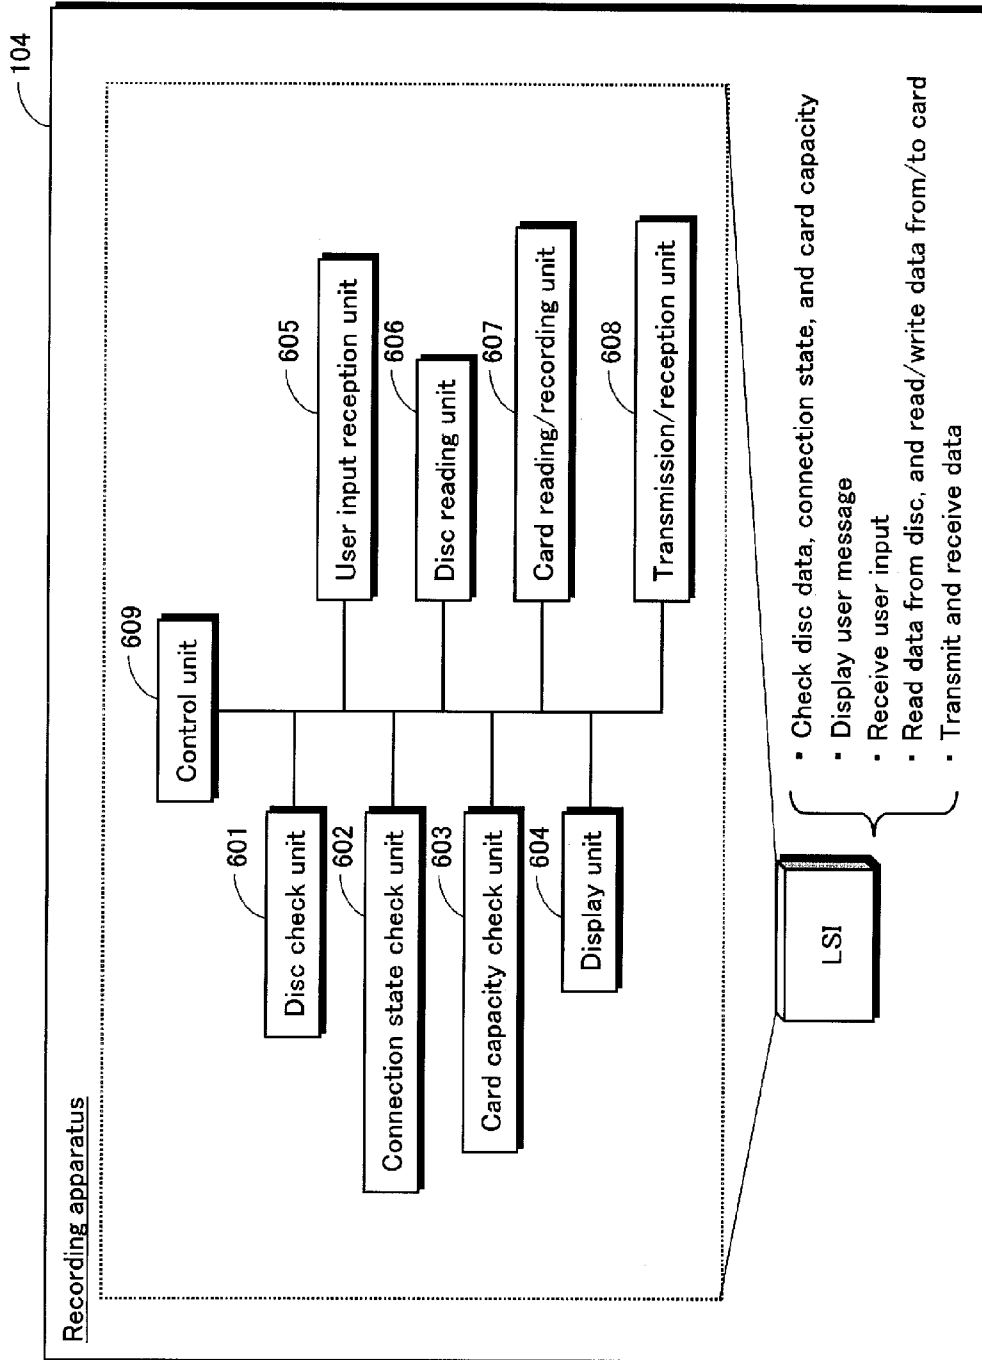 104
Recording apparatus
609
Control unit
601
Disc check unit
602
Connection state check unit
603
Card capacity check unit
604
Display unit
605
User input reception unit
606
Disc reading unit
607
Card reading/recording unit
608
Transmission/reception unit
LSI
・ Check disc data, connection state, and card capacity
・ Display user message
・ Receive user input
・ Read data from disc, and read/write data from/to card
・ Transmit and receive data